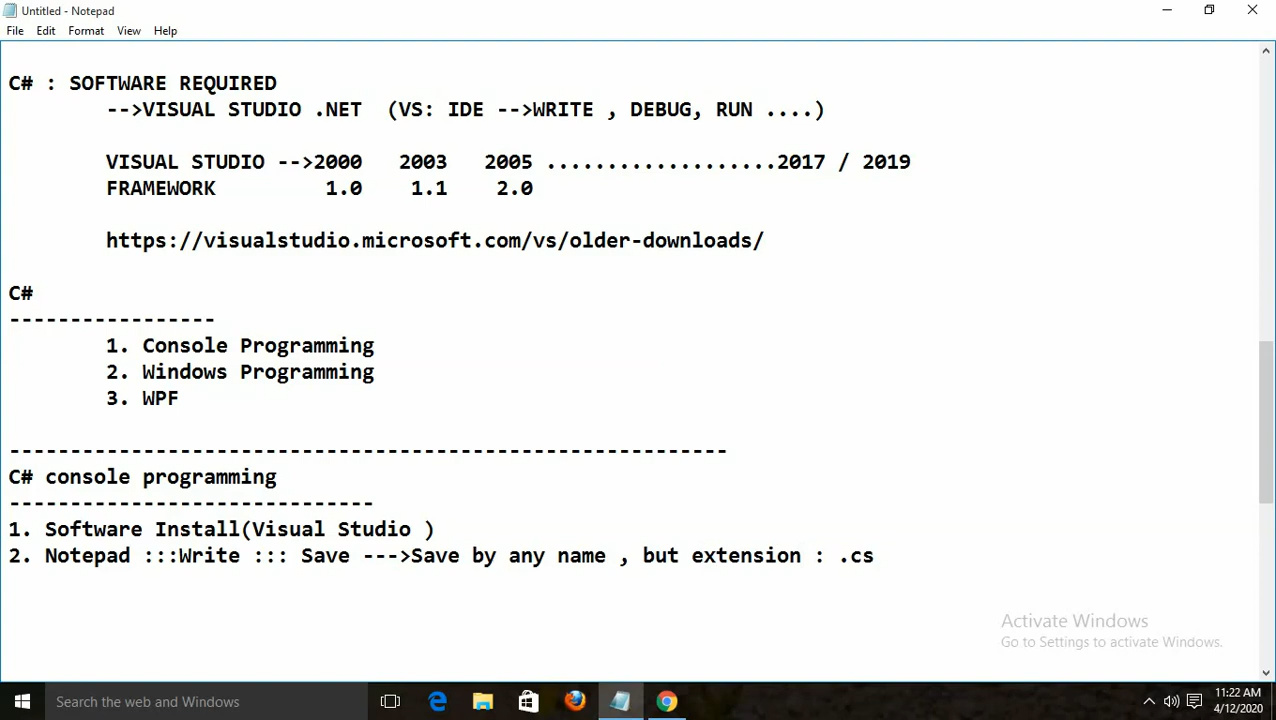 Untitled - Notepad
File Edit Format View Help
C# : SOFTWARE REQUIRED
-->VISUAL STUDIO .NET (VS: IDE -->WRITE , DEBUG, RUN ....)
VISUAL STUDIO -->2000 2003 2005 ...................2017 / 2019
FRAMEWORK 1.0 1.1 2.0
https://visualstudio.microsoft.com/vs/older-downloads/
C#
-----------------
1. Console Programming
2. Windows Programming
3. WPF
-----------------------------------------------------------
C# console programming
------------------------------
1. Software Install(Visual Studio )
2. Notepad :::Write ::: Save --->Save by any name , but extension : .cs
Activate Windows
Go to Settings to activate Windows.
Search the web and Windows
11:22 AM
4/12/2020